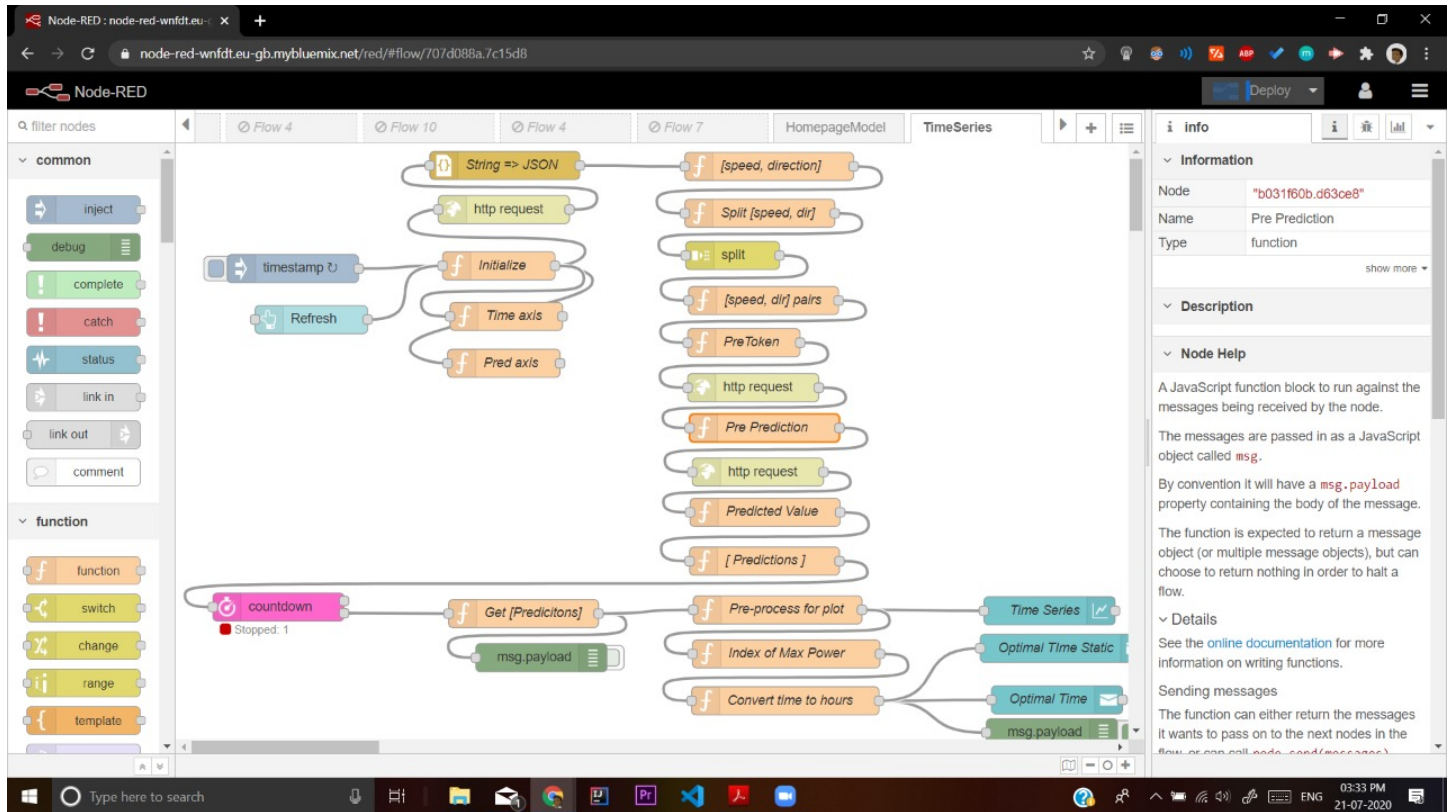 Node-RED : node-red-wnfdt.eu-g
node-red-wnfdt.eu-gb.mybluemix.net/red/#flow/707d088a.7c15d8
ABP
m
Node-RED
Deploy
filter nodes
Flow 4
Flow 10
Flow 4
Flow 7
HomepageModel
TimeSeries
i info
i
common
inject
debug
complete
catch
status
link in
link out
comment
function
function
switch
change
range
template
String => JSON
http request
timestamp ↻
Initialize
Refresh
Time axis
Pred axis
[speed, direction]
Split [speed, dir]
split
[speed, dir] pairs
PreToken
http request
Pre Prediction
http request
Predicted Value
[ Predictions ]
countdown
Stopped: 1
Get [Predicitons]
msg.payload
Pre-process for plot
Index of Max Power
Convert time to hours
Time Series
Optimal TIme Static
Optimal Time
msg.payload
Information
Node "b031f60b.d63ce8"
Name Pre Prediction
Type function
show more
Description
Node Help
A JavaScript function block to run against the
messages being received by the node.
The messages are passed in as a JavaScript
object called msg.
By convention it will have a msg.payload
property containing the body of the message.
The function is expected to return a message
object (or multiple message objects), but can
choose to return nothing in order to halt a
flow.
Details
See the online documentation for more
information on writing functions.
Sending messages
The function can either return the messages
it wants to pass on to the next nodes in the
flow, or can call node.send(messages)
Type here to search
Pr
ENG
03:33 PM
21-07-2020